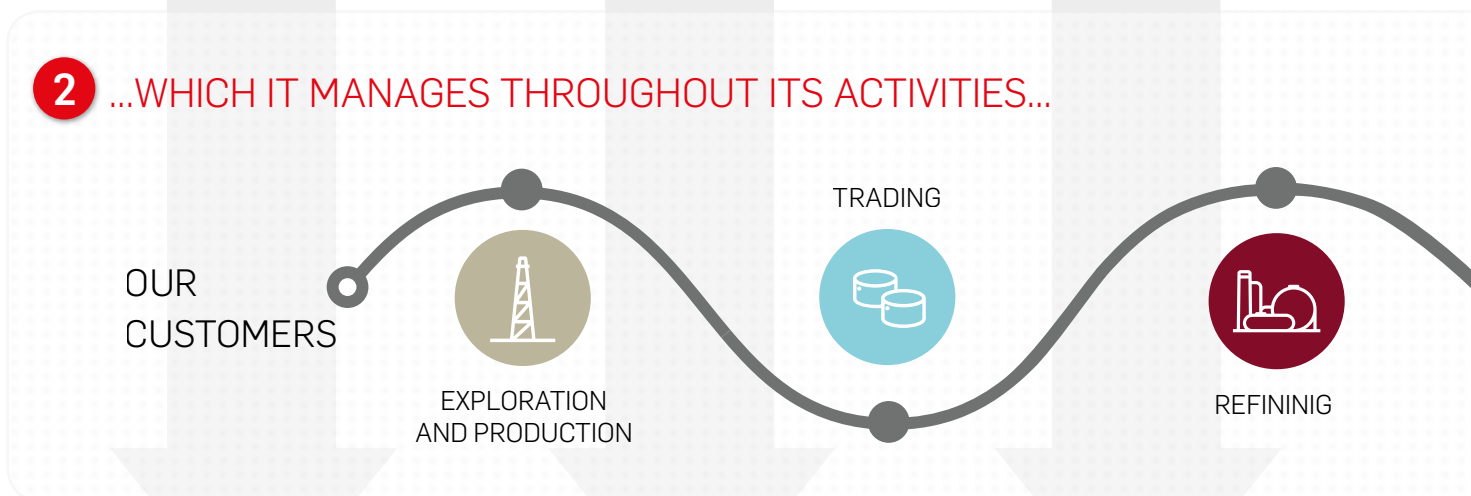 2 ...WHICH IT MANAGES THROUGHOUT ITS ACTIVITIES...
OUR
CUSTOMERS
EXPLORATION
AND PRODUCTION
TRADING
REFININIG